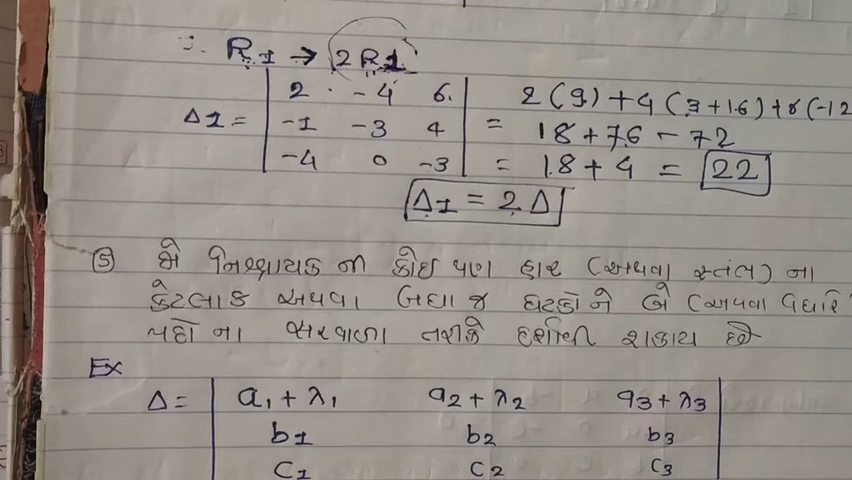 R1 → 2R1
Δ1 = | 2 -4 6 | = 2(9) + 4(3+16) + 6(-12
| -1 -3 4 | = 18 + 76 - 72
| -4 0 -3 | = 18 + 4 = 22
Δ1 = 2Δ
⑤ જો નિશ્ચાયક ના કોઇ પણ હાર (અથવા સ્તંભ) ના
કેટલાક અથવા બધા જ ઘટકો ને બે (અથવા વધારે
પદો ના સરવાળા તરીકે દર્શાવી શકાય છે
Ex
Δ = | a₁ + λ₁ a₂ + λ₂ a₃ + λ₃ |
| b1 b2 b3 |
| C1 C2 C3 |